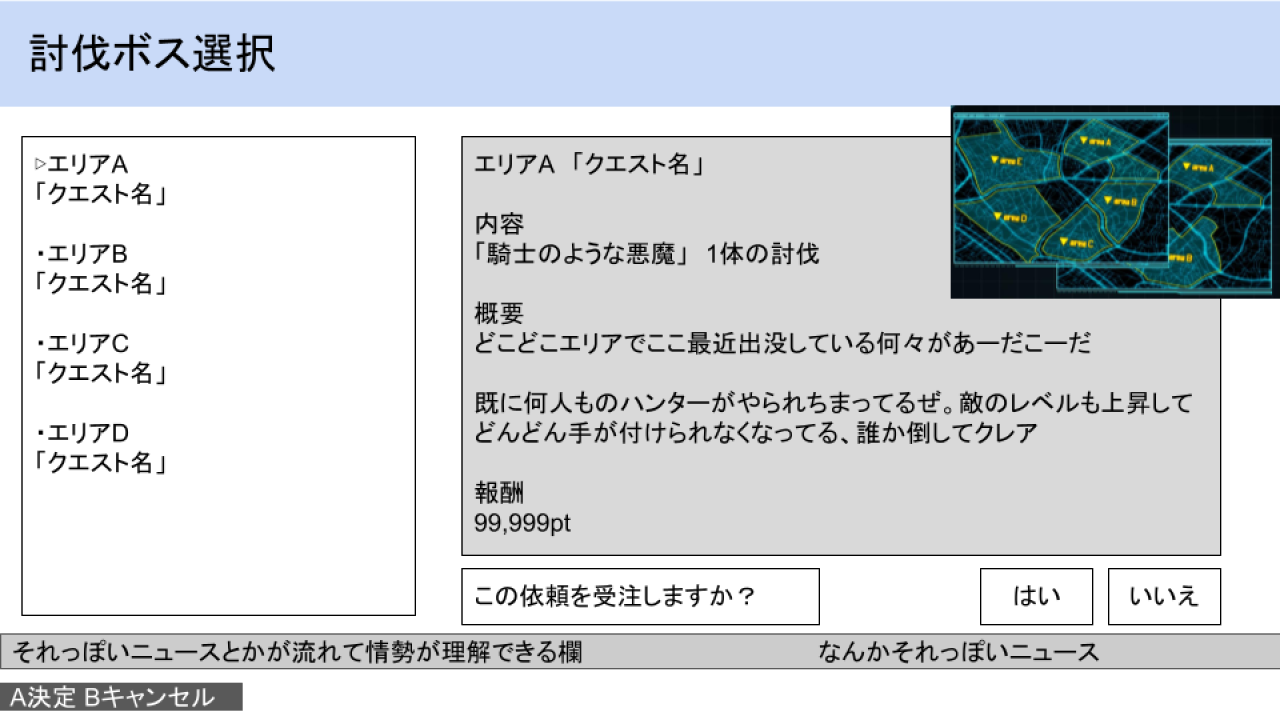 討伐ボス選択
▷エリアA
「クエスト名」
・エリアB
「クエスト名」
・エリアC
「クエスト名」
・エリアD
「クエスト名」
エリアA 「クエスト名」
内容
「騎士のような悪魔」 1体の討伐
概要
どこどこエリアでここ最近出没している何々があーだこーだ
既に何人ものハンターがやられちまってるぜ。敵のレベルも上昇して
どんどん手が付けられなくなってる、誰か倒してクレア
報酬
99,999pt
▼area C
▼area A
▼area B
▼area D
▼area C
▼area A
area B
この依頼を受注しますか？
はい
いいえ
それっぽいニュースとかが流れて情勢が理解できる欄
なんかそれっぽいニュース
A決定 Bキャンセル